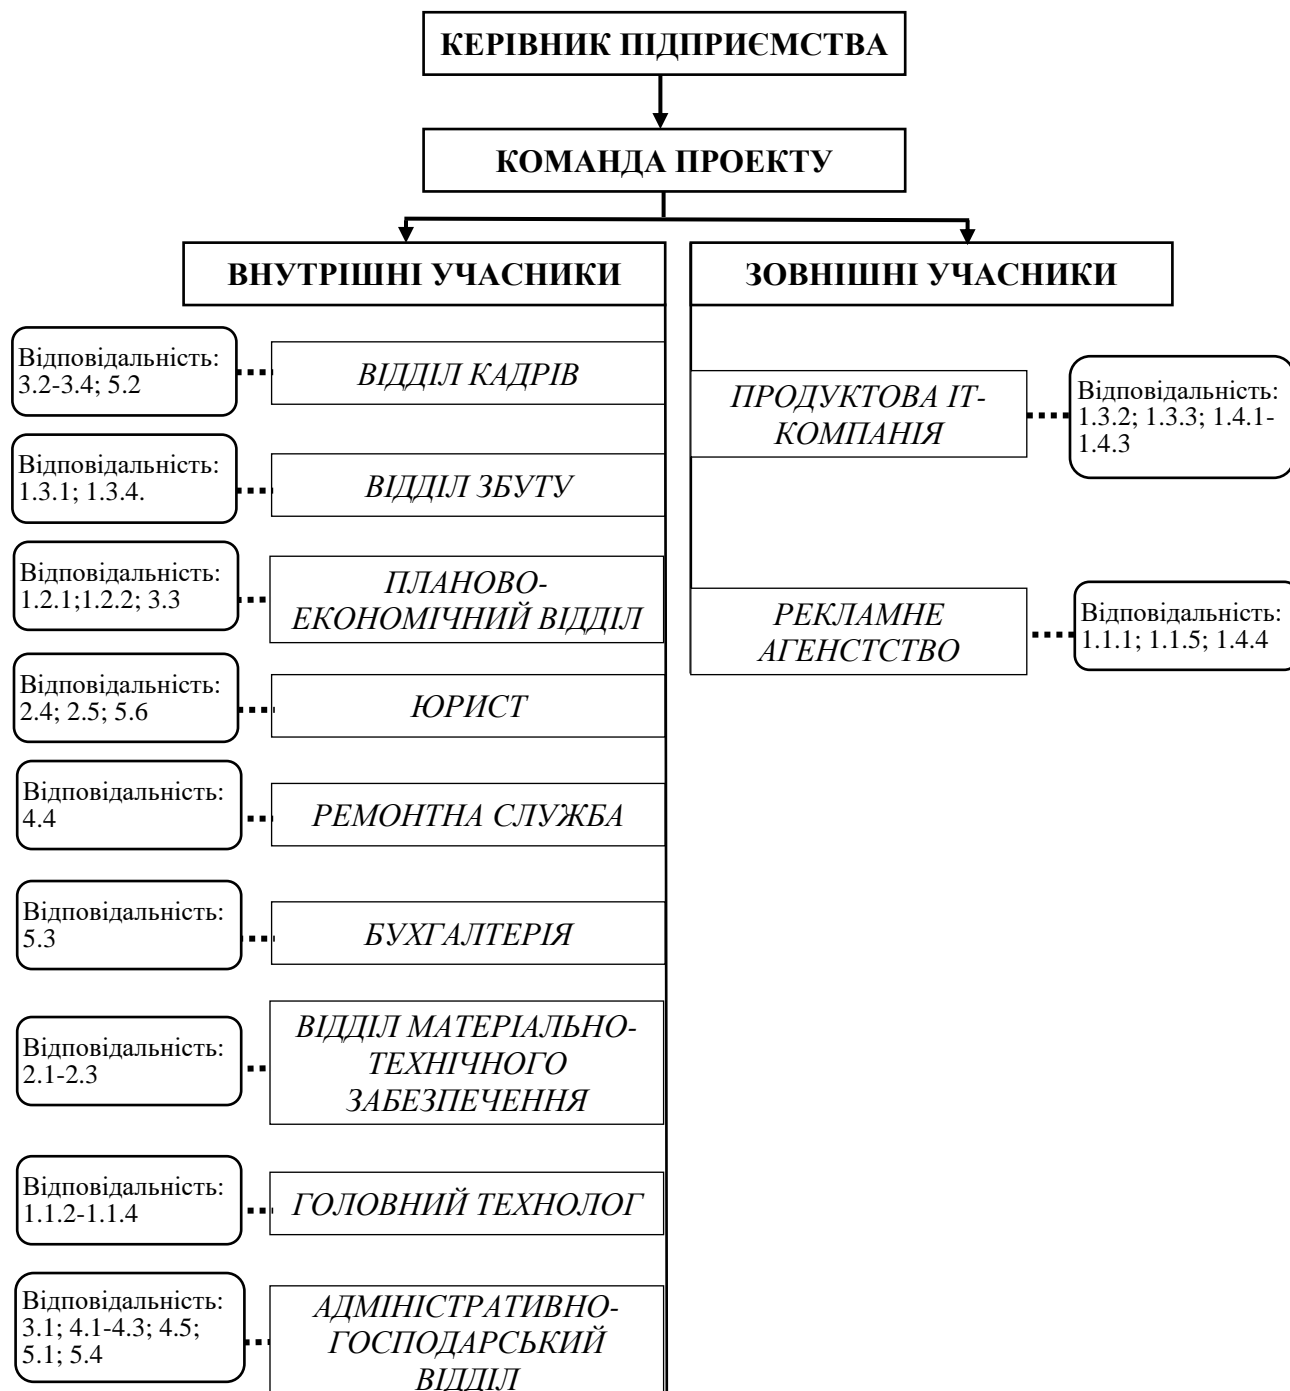 КЕРІВНИК ПІДПРИЄМСТВА
КОМАНДА ПРОЕКТУ
ВНУТРІШНІ УЧАСНИКИ
ЗОВНІШНІ УЧАСНИКИ
Відповідальність:
3.2-3.4; 5.2
ВІДДІЛ КАДРІВ
Відповідальність:
1.3.1; 1.3.4.
ВІДДІЛ ЗБУТУ
Відповідальність:
1.2.1;1.2.2; 3.3
ПЛАНОВО-
ЕКОНОМІЧНИЙ ВІДДІЛ
Відповідальність:
2.4; 2.5; 5.6
ЮРИСТ
Відповідальність:
4.4
РЕМОНТНА СЛУЖБА
Відповідальність:
5.3
БУХГАЛТЕРІЯ
Відповідальність:
2.1-2.3
ВІДДІЛ МАТЕРІАЛЬНО-
ТЕХНІЧНОГО
ЗАБЕЗПЕЧЕННЯ
Відповідальність:
1.1.2-1.1.4
ГОЛОВНИЙ ТЕХНОЛОГ
Відповідальність:
3.1; 4.1-4.3; 4.5;
5.1; 5.4
АДМІНІСТРАТИВНО-
ГОСПОДАРСЬКИЙ
ВІДДІЛ
ПРОДУКТОВА ІТ-
КОМПАНІЯ
Відповідальність:
1.3.2; 1.3.3; 1.4.1-
1.4.3
РЕКЛАМНЕ
АГЕНСТСТВО
Відповідальність:
1.1.1; 1.1.5; 1.4.4